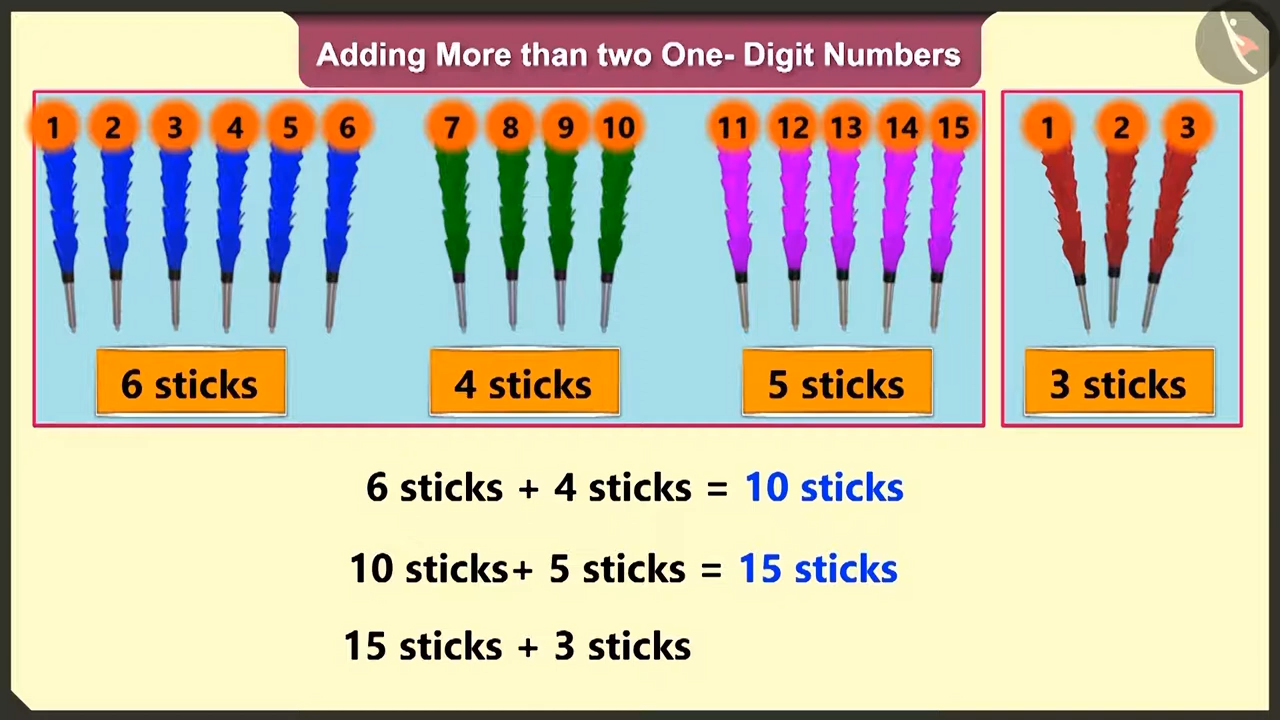 Adding More than two One- Digit Numbers
1 2 3 4 5 6 7 8 9 10 11 12 13 14 15 1 2 3
6 sticks 4 sticks 5 sticks 3 sticks
6 sticks + 4 sticks = 10 sticks
10 sticks+ 5 sticks = 15 sticks
15 sticks + 3 sticks